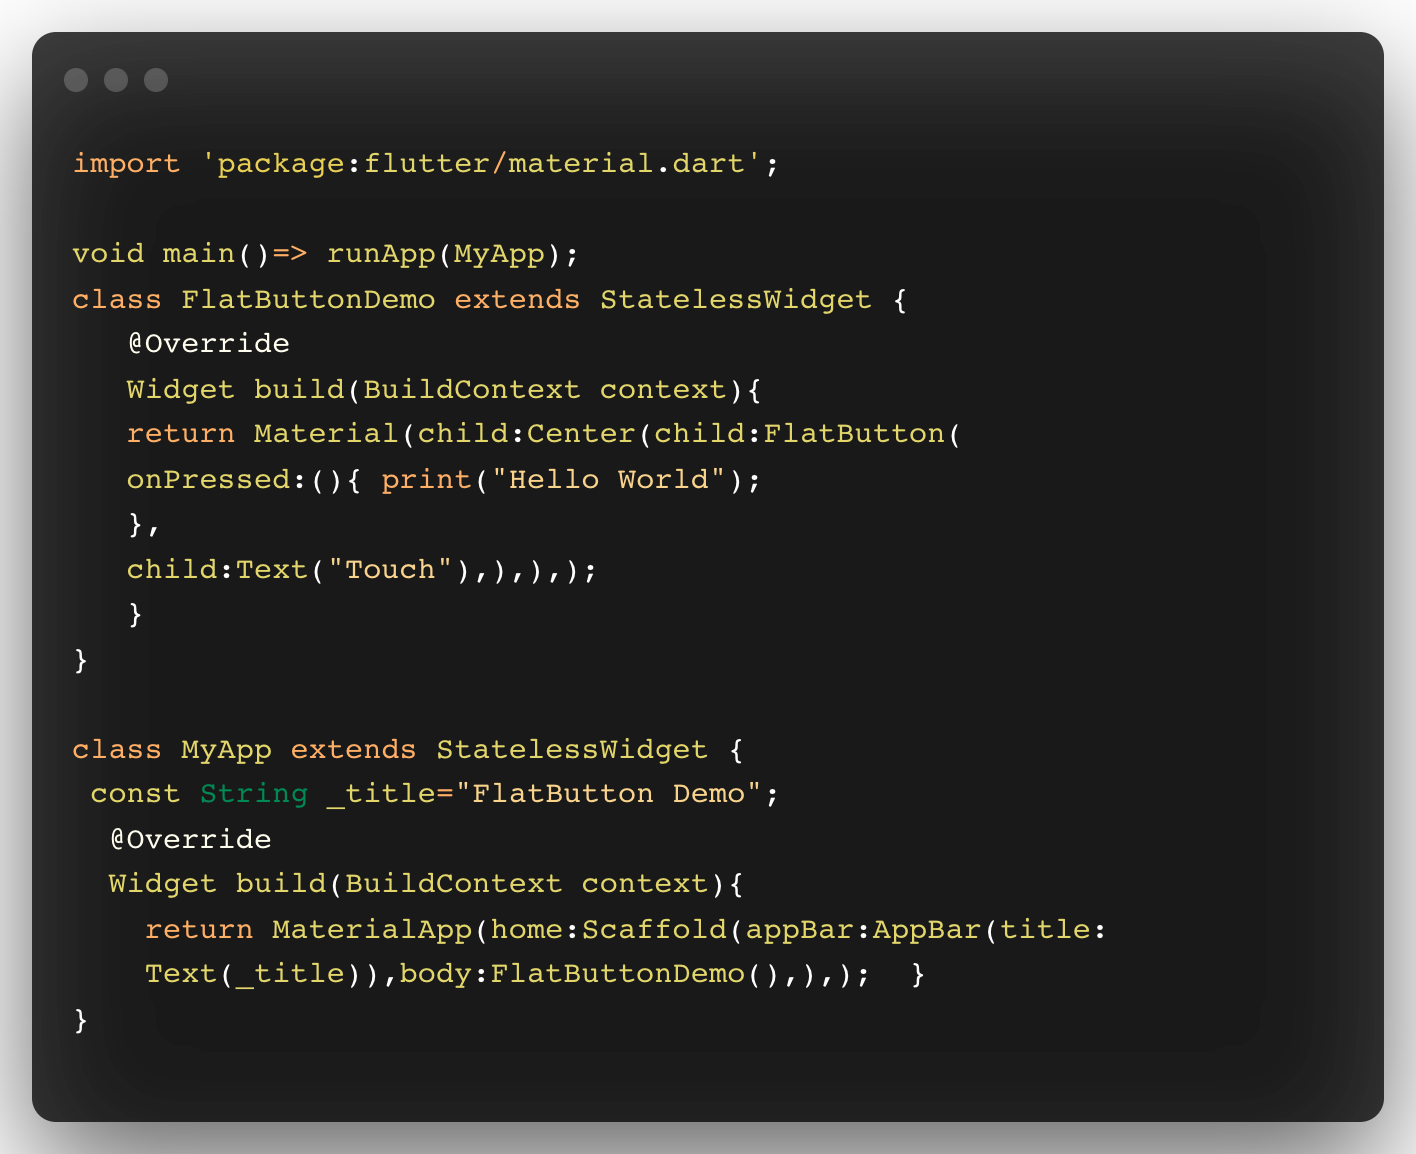 import 'package:flutter/material.dart';
void main()=> runApp(MyApp);
class FlatButtonDemo extends StatelessWidget {
@Override
Widget build(BuildContext context){
return Material(child:Center(child:FlatButton(
onPressed:(){ print("Hello World");
},
child:Text("Touch"),),),);
}
}
class MyApp extends StatelessWidget {
const String _title="FlatButton Demo";
@Override
Widget build(BuildContext context){
return MaterialApp(home:Scaffold(appBar:AppBar(title:
Text(_title)),body:FlatButtonDemo(),),);  }
}